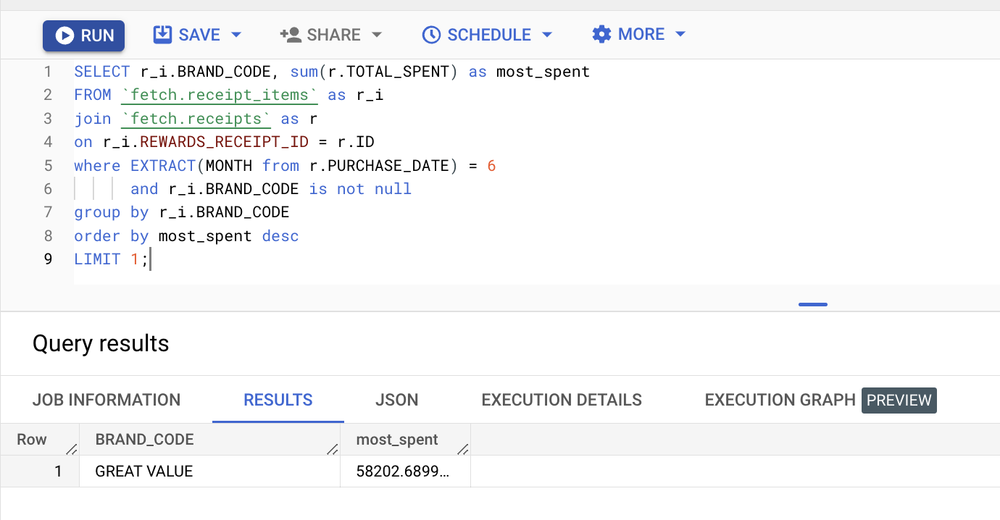 RUN SAVE SHARE SCHEDULE MORE
1 SELECT r_i.BRAND_CODE, sum(r.TOTAL_SPENT) as most_spent
2 FROM `fetch.receipt_items` as r_i
3 join `fetch.receipts` as r
4 on r_i.REWARDS_RECEIPT_ID = r.ID
5 where EXTRACT(MONTH from r.PURCHASE_DATE) = 6
6 and r_i.BRAND_CODE is not null
7 group by r_i.BRAND_CODE
8 order by most_spent desc
9 LIMIT 1;
Query results
JOB INFORMATION RESULTS JSON EXECUTION DETAILS EXECUTION GRAPH PREVIEW
Row BRAND_CODE most_spent
1 GREAT VALUE 58202.6899...